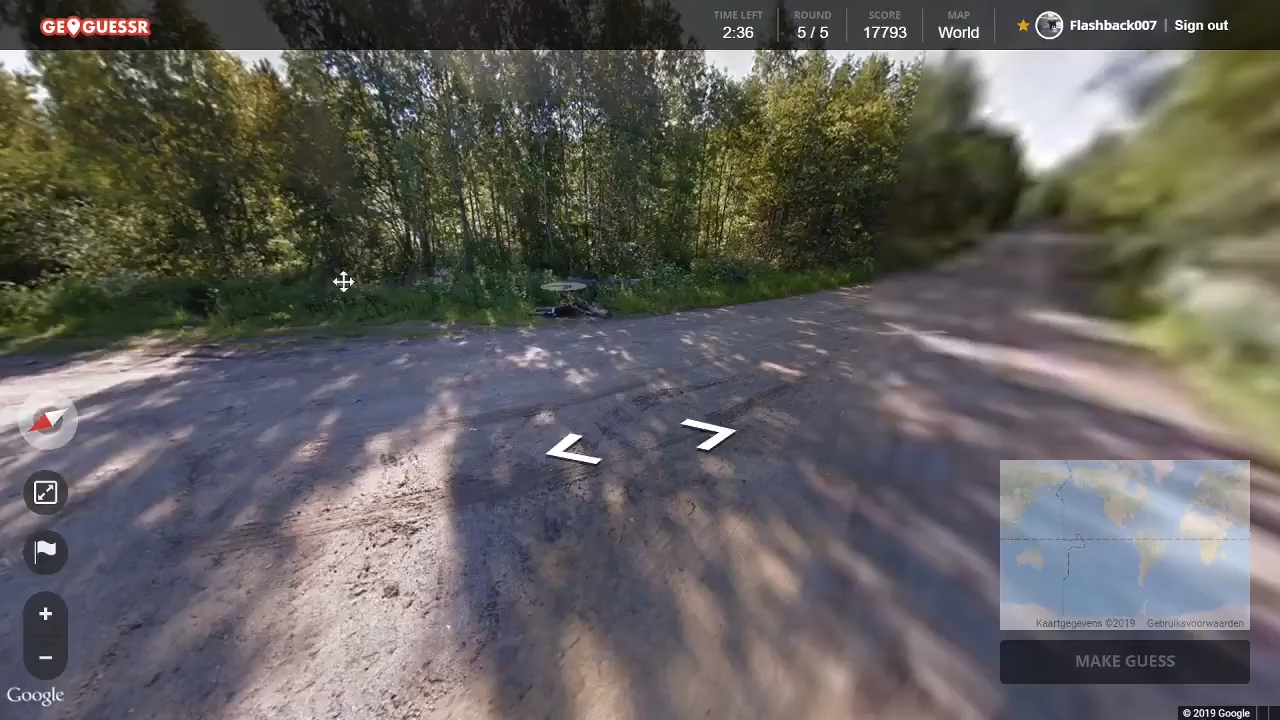 GEOGUESSR
TIME LEFT
2:36
ROUND
5 / 5
SCORE
17793
MAP
World
Flashback007 | Sign out
+
−
Google
Kaartgegevens ©2019 Gebruiksvoorwaarden
MAKE GUESS
© 2019 Google